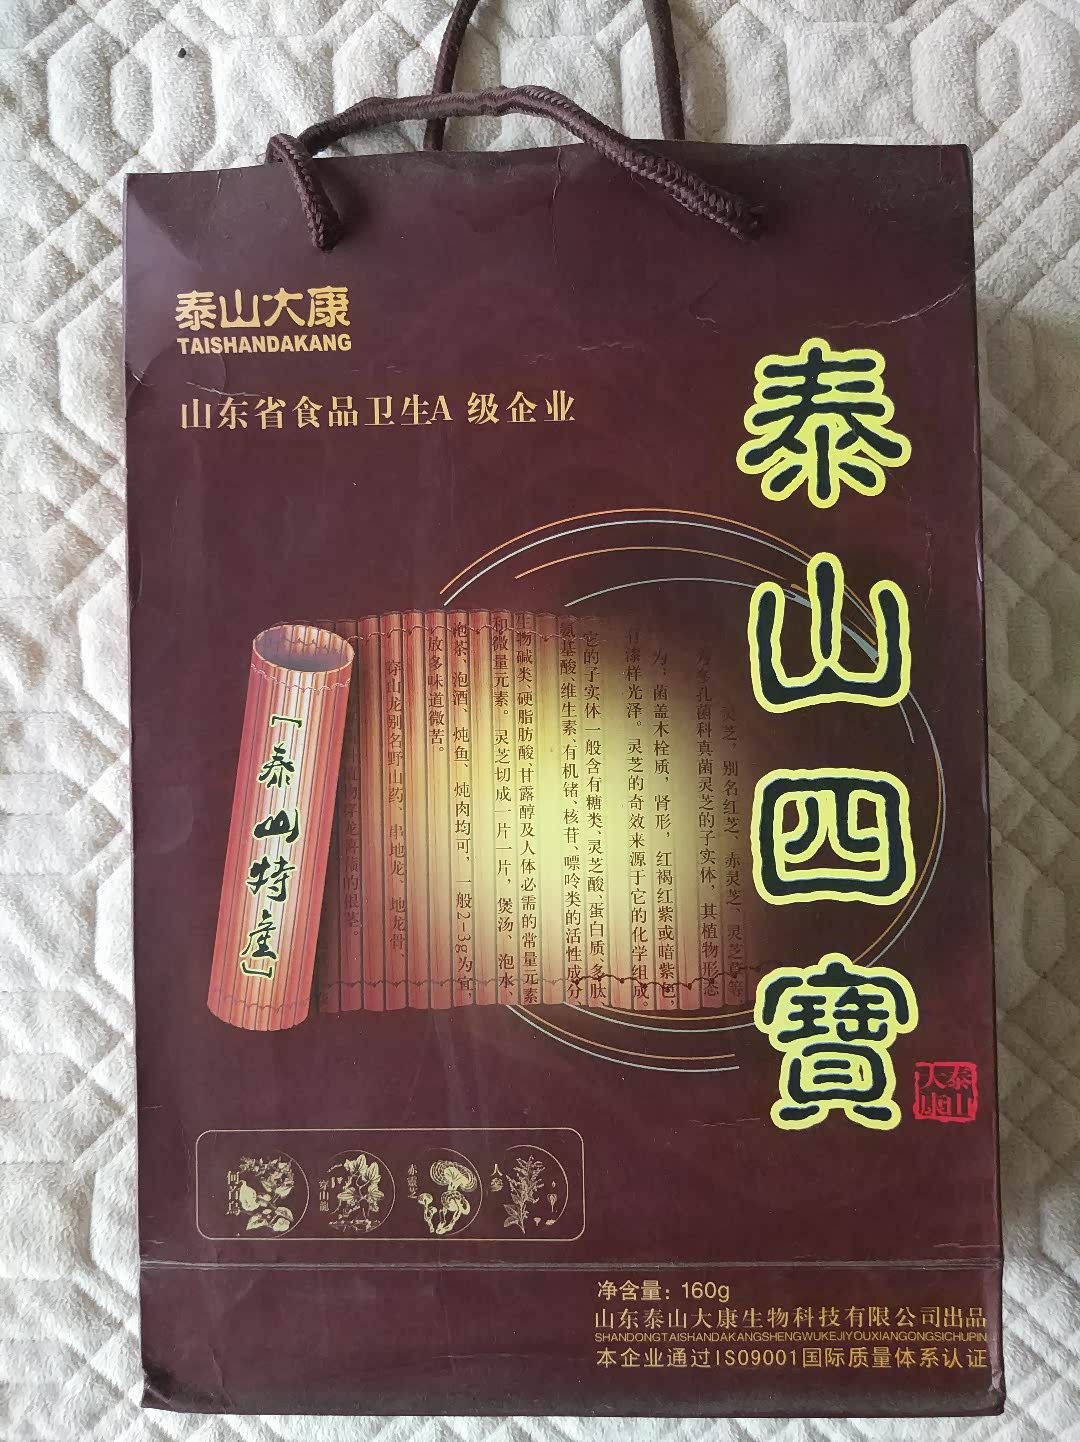 泰山大康
TAISHANDAKANG
山东省食品卫生A 级企业
泰山四寶
泰山大康
[泰山特産]
灵芝，别名红芝、赤灵芝、灵芝草等
为多孔菌科真菌灵芝的子实体，其植物形态
为：菌盖木栓质，肾形，红褐红紫或暗紫色，
有漆样光泽。灵芝的奇效来源于它的化学组成。
它的子实体一般含有糖类、灵芝酸、蛋白质、多肽、
氨基酸、维生素、有机锗、核苷、嘌呤类的活性成分、
生物碱类、硬脂肪酸、甘露醇及人体必需的常量元素
和微量元素。灵芝切成一片一片，煲汤、泡水、
泡茶、泡酒、炖鱼、炖肉均可，一般2-3g为宜，
放多味道微苦。
穿山龙别名野山药、串地龙、地龙骨、
的根茎。
何首烏
穿山龍
赤靈芝
人参
净含量：160g
山东泰山大康生物科技有限公司出品
SHANDONGTAISHANDAKANGSHENGWUKEJIYOUXIANGONGSICHUPIN
本企业通过ISO9001国际质量体系认证